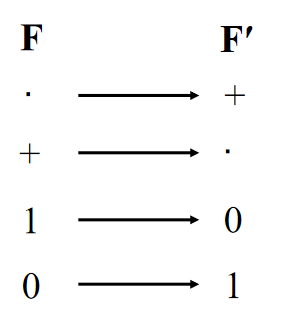 F F′
· +
+ ·
1 0
0 1